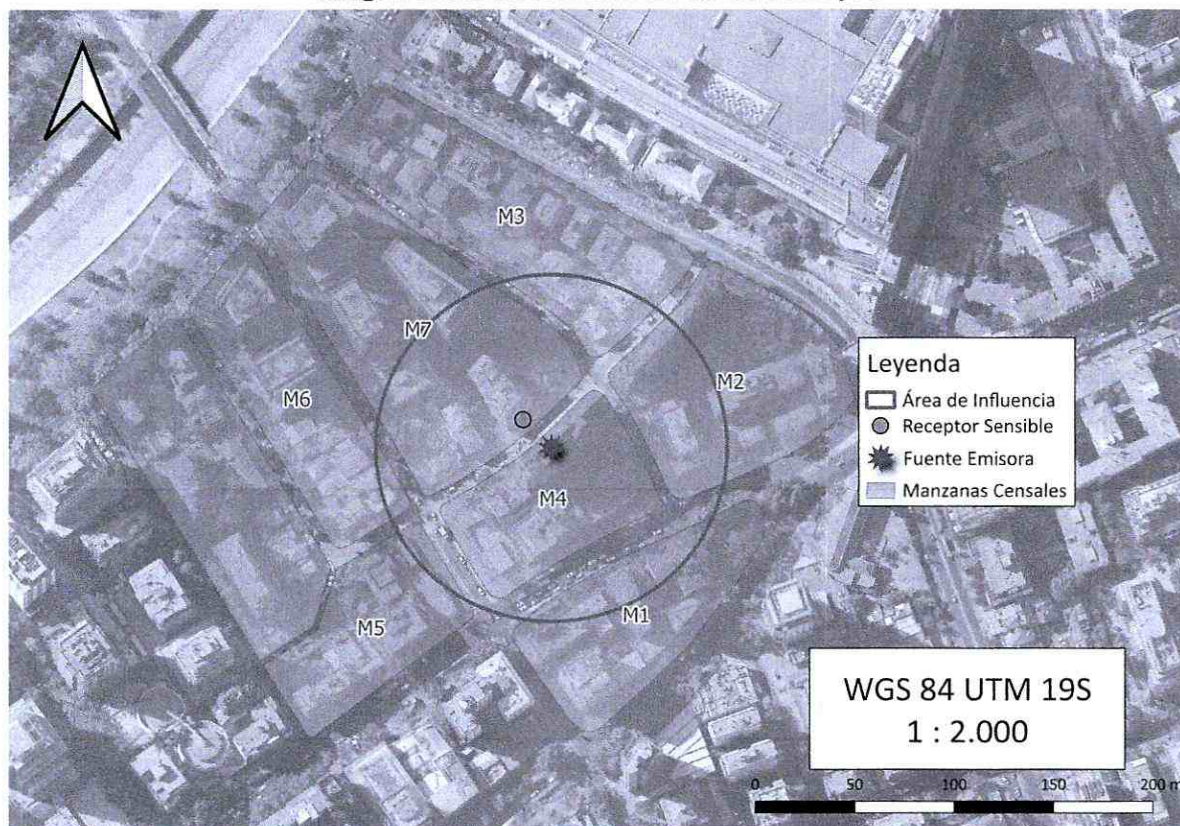 M3
M7
M2
M6
M4
M5
M1
Leyenda
Área de Influencia
Receptor Sensible
Fuente Emisora
Manzanas Censales
WGS 84 UTM 19S
1 : 2.000
0 50 100 150 200 m